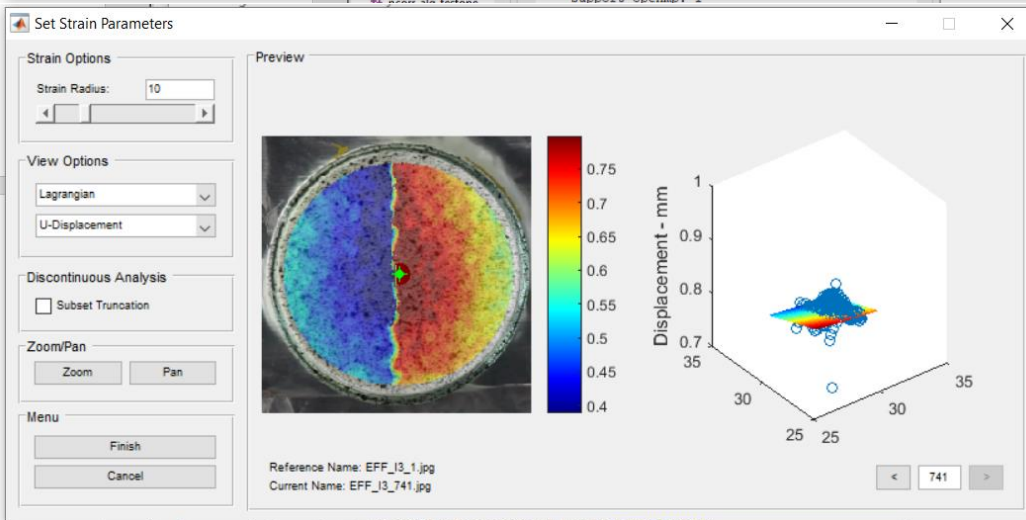 Set Strain Parameters
Strain Options
Strain Radius: 10
View Options
Lagrangian
U-Displacement
Discontinuous Analysis
Subset Truncation
Zoom/Pan
Zoom Pan
Menu
Finish
Cancel
Preview
0.75
0.7
0.65
0.6
0.55
0.5
0.45
0.4
Displacement - mm
1
0.9
0.8
0.7
35
30
25
25
30
35
Reference Name: EFF_I3_1.jpg
Current Name: EFF_I3_741.jpg
< 741 >